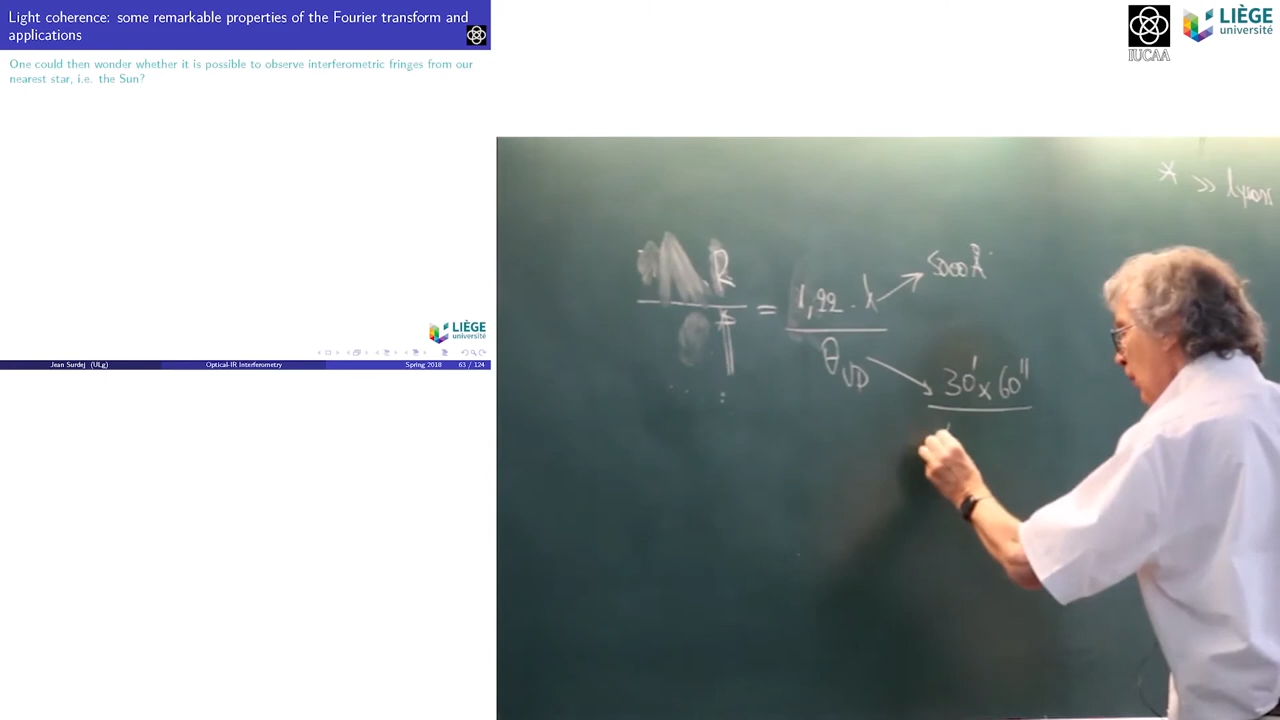 Light coherence: some remarkable properties of the Fourier transform and
applications
One could then wonder whether it is possible to observe interferometric fringes from our
nearest star, i.e. the Sun?
LIÈGE
université
Jean Surdej (ULg) Optical-IR Interferometry Spring 2018 63 / 124
IUCAA
LIÈGE
université
= 1,22 . λ
θUD
5000 Å
30' x 60"
* >>